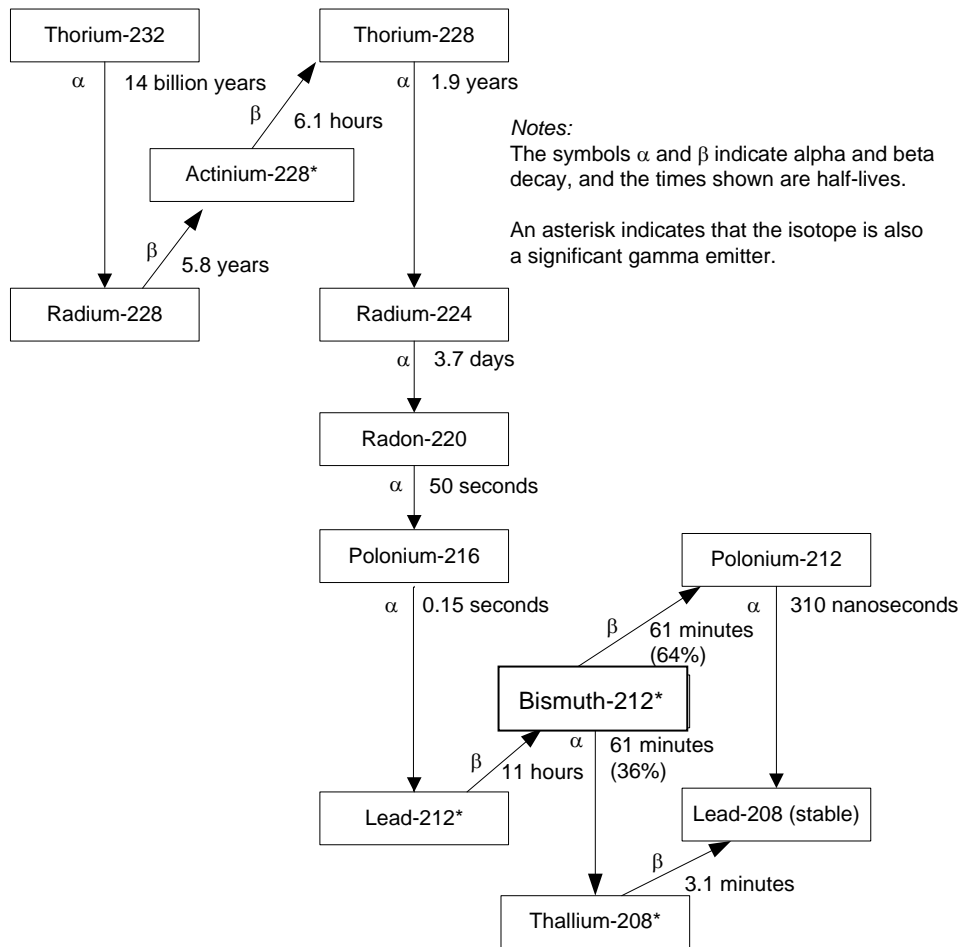 Thorium-232
Thorium-228
α
14 billion years
α
1.9 years
β
6.1 hours
Notes:
The symbols α and β indicate alpha and beta
decay, and the times shown are half-lives.
Actinium-228*
An asterisk indicates that the isotope is also
a significant gamma emitter.
β
5.8 years
Radium-228
Radium-224
α
3.7 days
Radon-220
α
50 seconds
Polonium-216
Polonium-212
α
0.15 seconds
α
310 nanoseconds
β
61 minutes
(64%)
Bismuth-212*
α
61 minutes
(36%)
β
11 hours
Lead-212*
Lead-208 (stable)
β
3.1 minutes
Thallium-208*